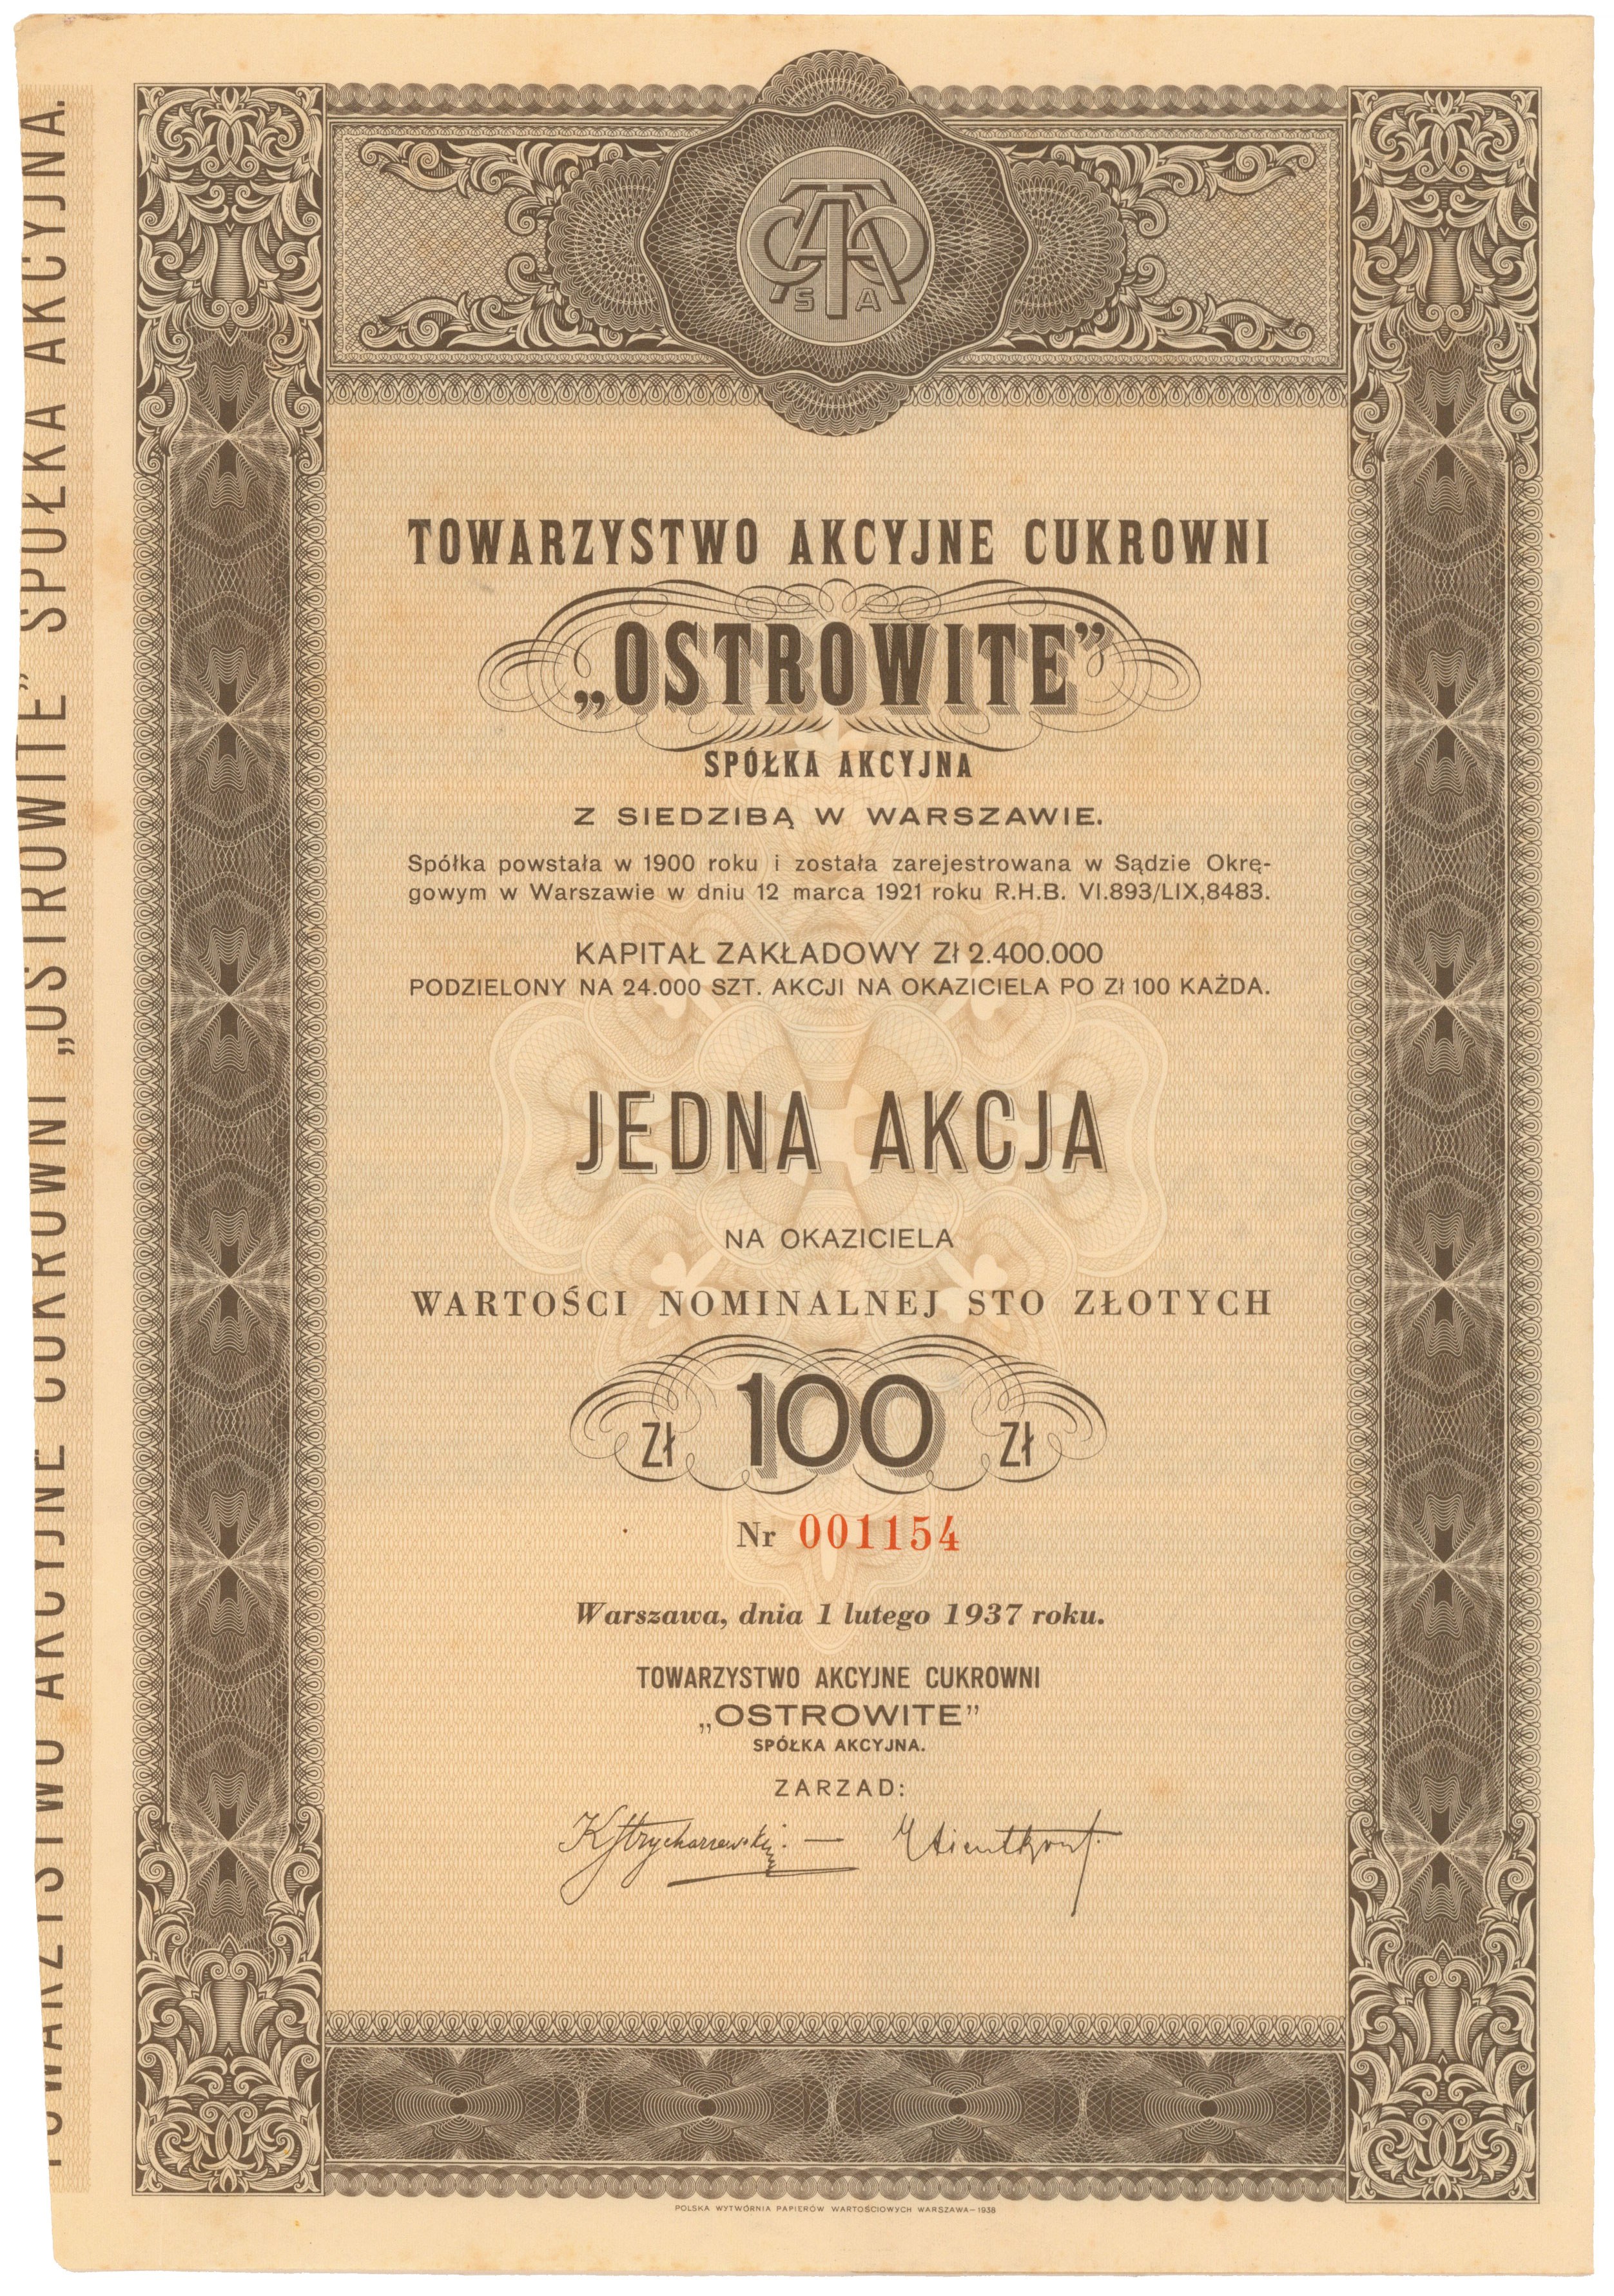 TOWARZYSTWO AKCYJNE CUKROWNI „OSTROWITE” SPÓŁKA AKCYJNA.
CTAO
S A
TOWARZYSTWO AKCYJNE CUKROWNI
„OSTROWITE”
SPÓŁKA AKCYJNA
Z SIEDZIBĄ W WARSZAWIE.
Spółka powstała w 1900 roku i została zarejestrowana w Sądzie Okrę-
gowym w Warszawie w dniu 12 marca 1921 roku R.H.B. VI.893/LIX,8483.
KAPITAŁ ZAKŁADOWY Zł 2.400.000
PODZIELONY NA 24.000 SZT. AKCJI NA OKAZICIELA PO Zł 100 KAŻDA.
JEDNA AKCJA
NA OKAZICIELA
WARTOŚCI NOMINALNEJ STO ZŁOTYCH
Zł 100 Zł
Nr 001154
Warszawa, dnia 1 lutego 1937 roku.
TOWARZYSTWO AKCYJNE CUKROWNI
„OSTROWITE”
SPÓŁKA AKCYJNA.
ZARZAD:
POLSKA WYTWÓRNIA PAPIERÓW WARTOŚCIOWYCH WARSZAWA–1938